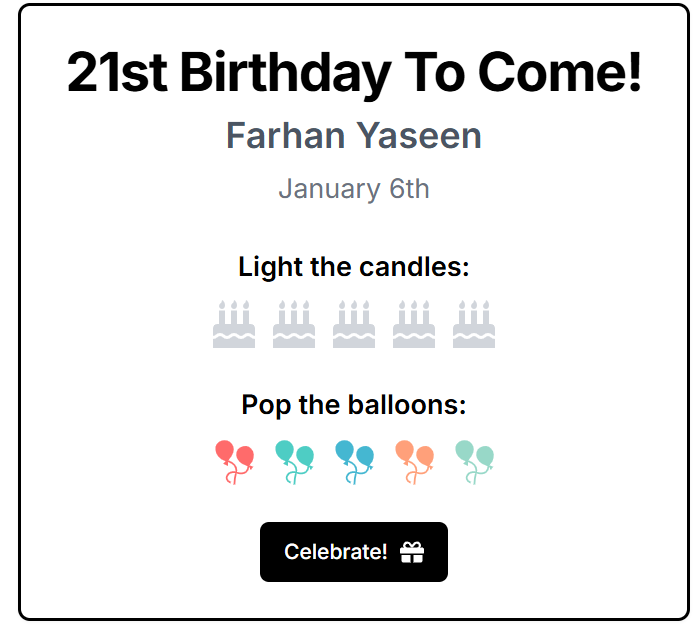 21st Birthday To Come!
Farhan Yaseen
January 6th
Light the candles:
Pop the balloons:
Celebrate!